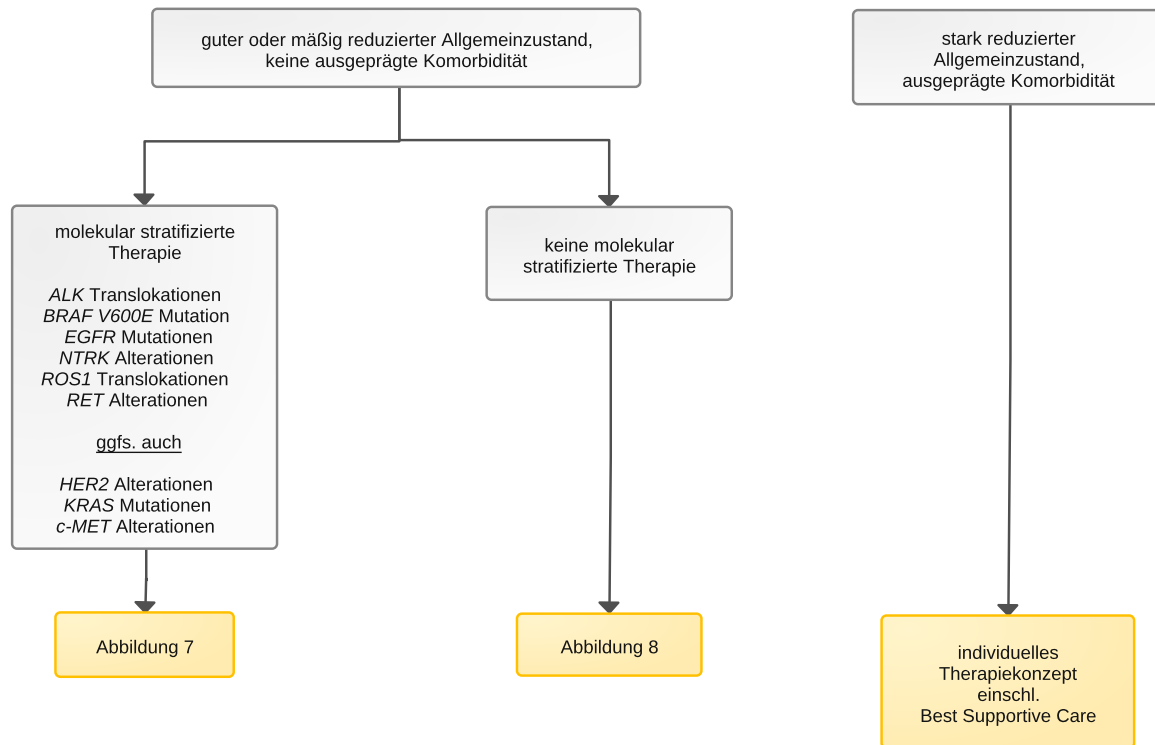 guter oder mäßig reduzierter Allgemeinzustand,
keine ausgeprägte Komorbidität
stark reduzierter
Allgemeinzustand,
ausgeprägte Komorbidität
molekular stratifizierte
Therapie
ALK Translokationen
BRAF V600E Mutation
EGFR Mutationen
NTRK Alterationen
ROS1 Translokationen
RET Alterationen
ggfs. auch
HER2 Alterationen
KRAS Mutationen
c-MET Alterationen
keine molekular
stratifizierte Therapie
Abbildung 7
Abbildung 8
individuelles
Therapiekonzept
einschl.
Best Supportive Care